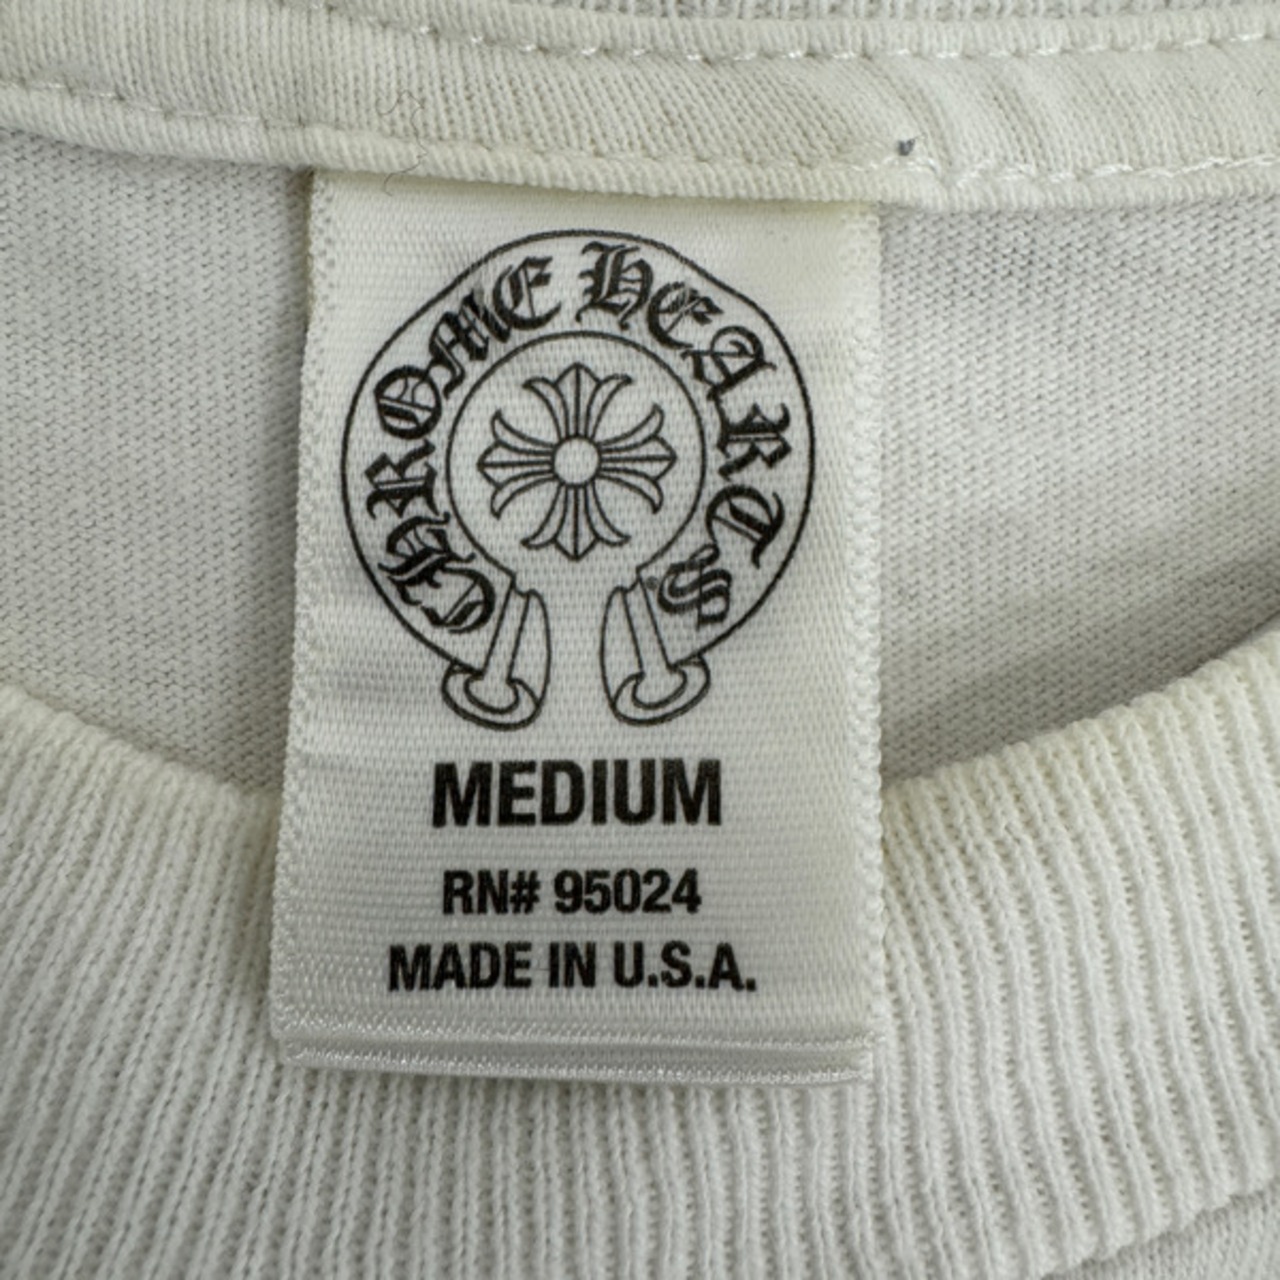 CHROME HEARTS
MEDIUM
RN# 95024
MADE IN U.S.A.